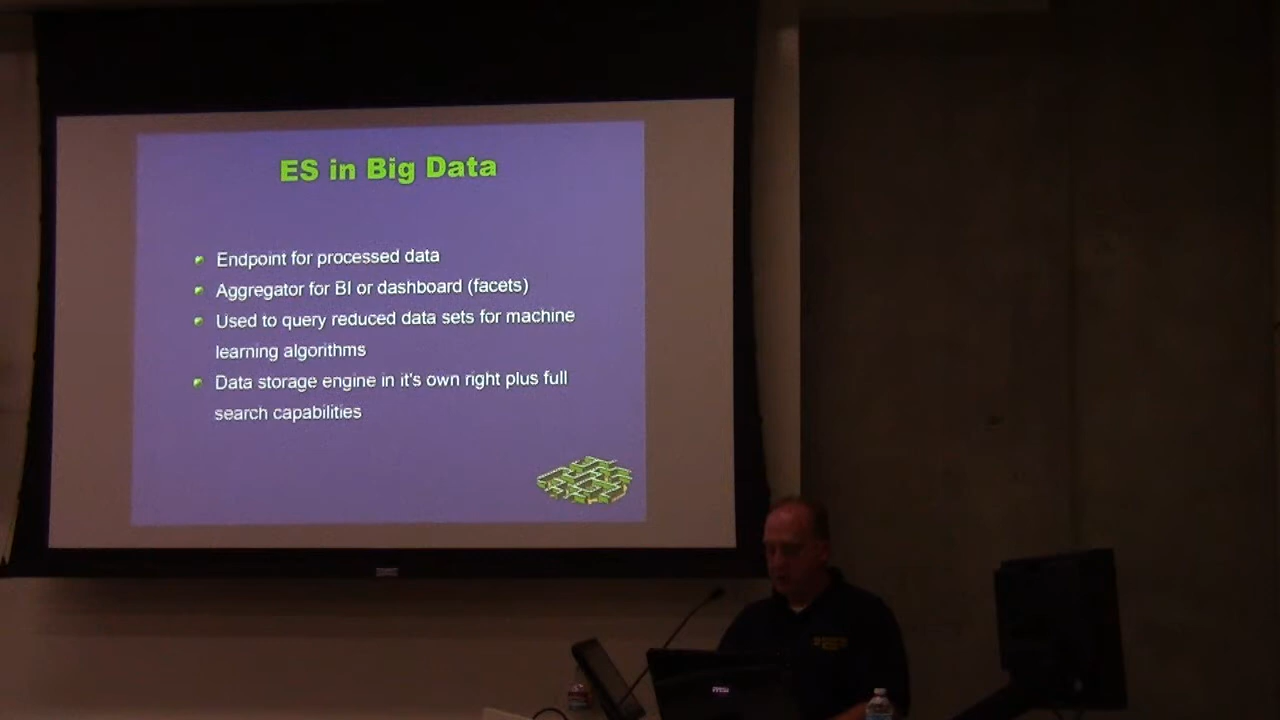 ES in Big Data
Endpoint for processed data
Aggregator for BI or dashboard (facets)
Used to query reduced data sets for machine
learning algorithms
Data storage engine in it's own right plus full
search capabilities